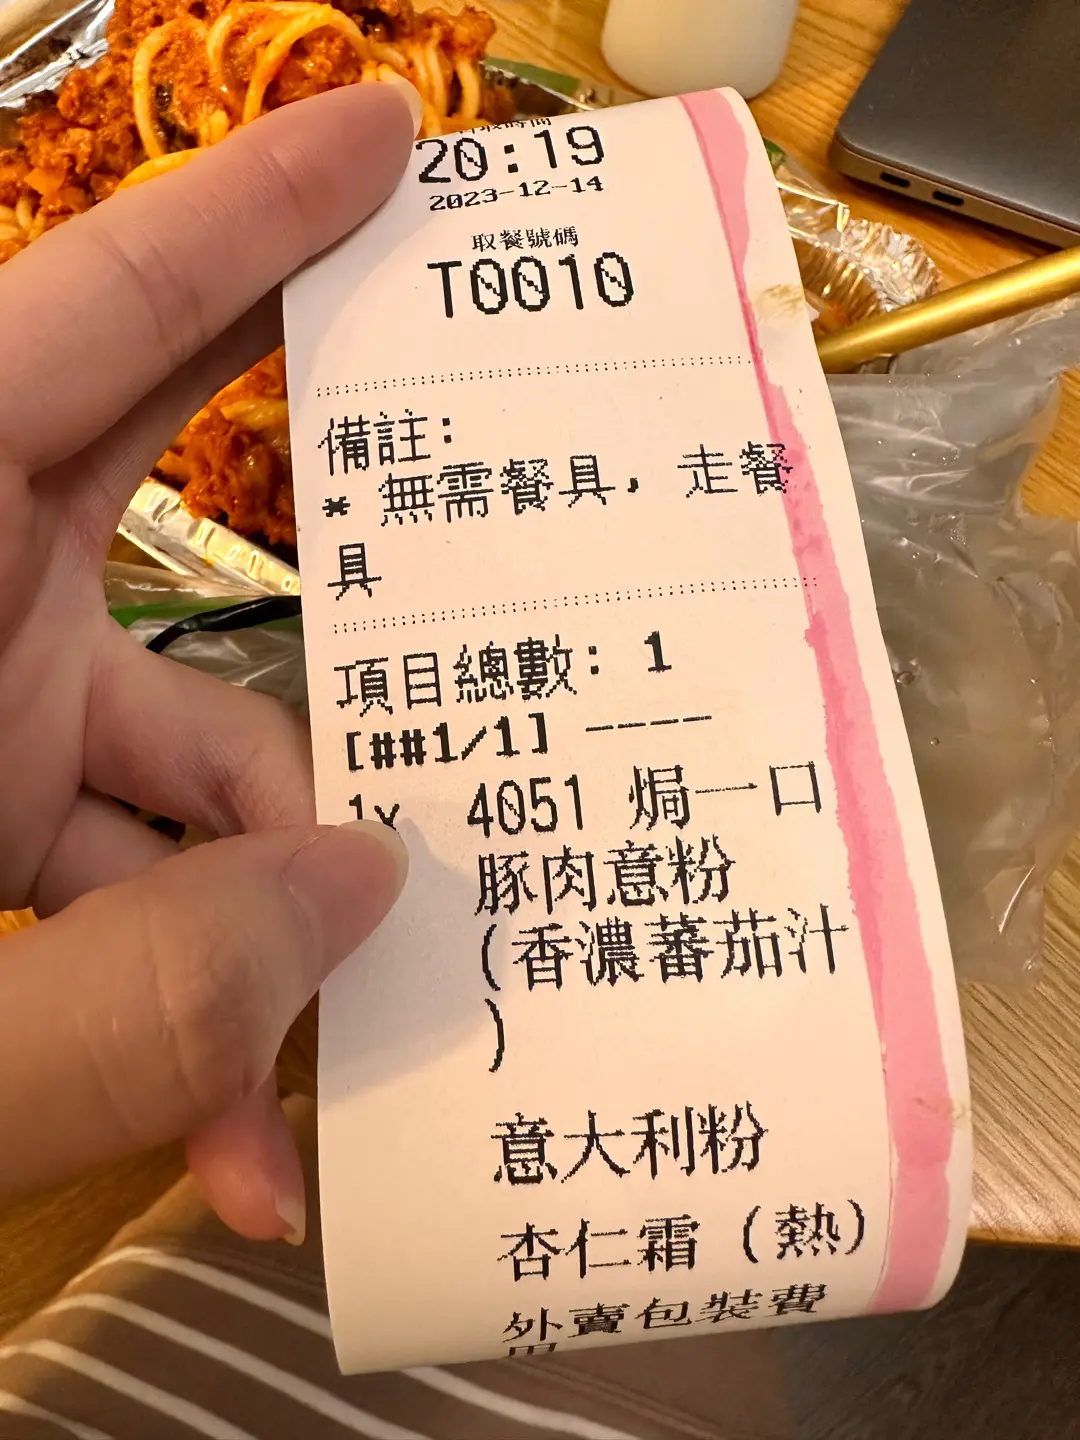 20:19
2023-12-14
取餐號碼
T0010
備註:
* 無需餐具, 走餐
具
項目總數: 1
[##1/1] ----
1x 4051 焗一口
豚肉意粉
(香濃蕃茄汁
)
意大利粉
杏仁霜 (熱)
外賣包裝費